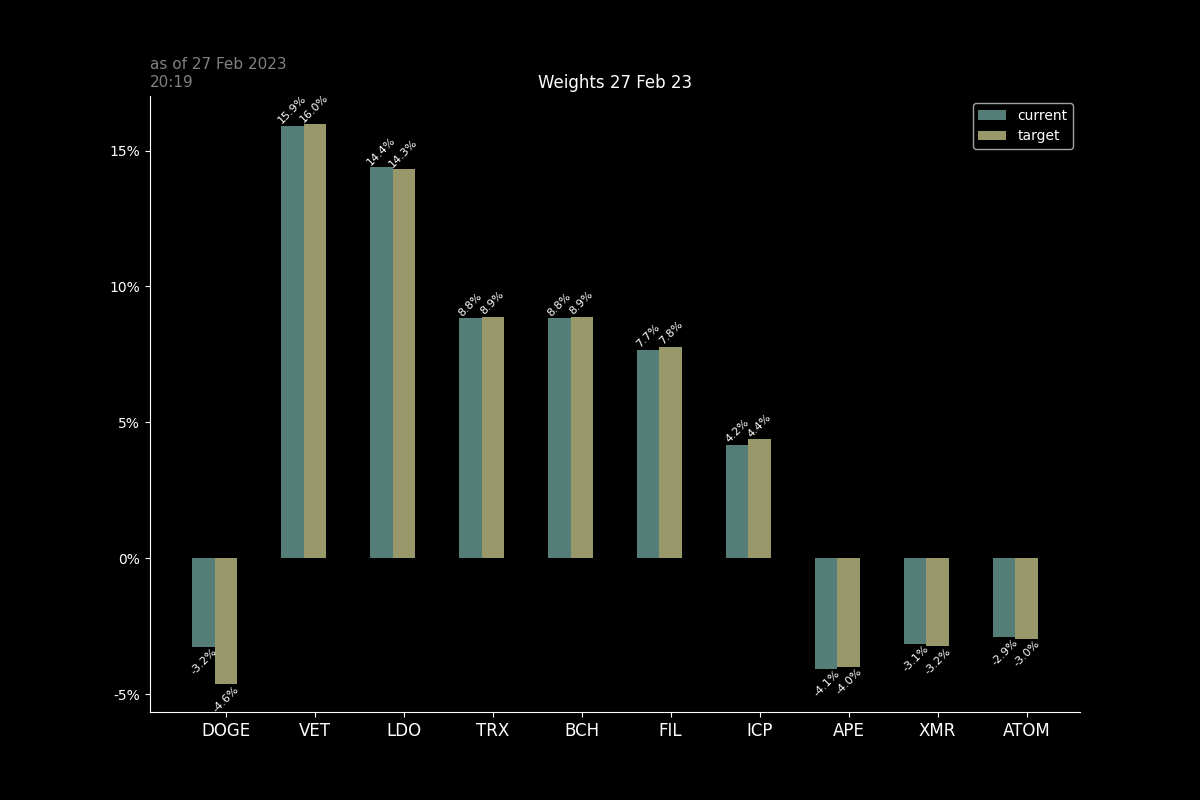 as of 27 Feb 2023
20:19
Weights 27 Feb 23
current
target
15%
10%
5%
0%
-5%
-3.2%
-4.6%
15.9%
16.0%
14.4%
14.3%
8.8%
8.9%
8.8%
8.9%
7.7%
7.8%
4.2%
4.4%
-4.1%
-4.0%
-3.1%
-3.2%
-2.9%
-3.0%
DOGE
VET
LDO
TRX
BCH
FIL
ICP
APE
XMR
ATOM